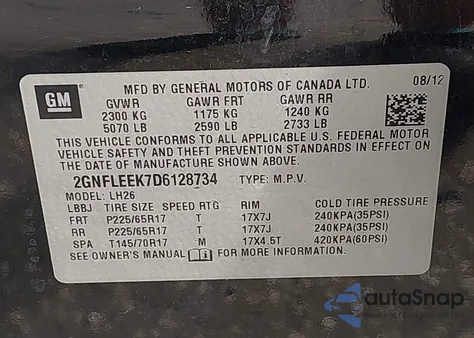 GM
MFD BY GENERAL MOTORS OF CANADA LTD. 08/12
GVWR GAWR FRT GAWR RR
2300 KG 1175 KG 1240 KG
5070 LB 2590 LB 2733 LB
THIS VEHICLE CONFORMS TO ALL APPLICABLE U.S. FEDERAL MOTOR
VEHICLE SAFETY AND THEFT PREVENTION STANDARDS IN EFFECT ON
THE DATE OF MANUFACTURE SHOWN ABOVE.
2GNFLEEK7D6128734 TYPE: M.P.V.
MODEL: LH26
LBBJ TIRE SIZE SPEED RTG RIM COLD TIRE PRESSURE
FRT P225/65R17 T 17X7J 240KPA(35PSI)
RR P225/65R17 T 17X7J 240KPA(35PSI)
SPA T145/70R17 M 17X4.5T 420KPA(60PSI)
SEE OWNER'S MANUAL FOR MORE INFORMATION
autoSnap